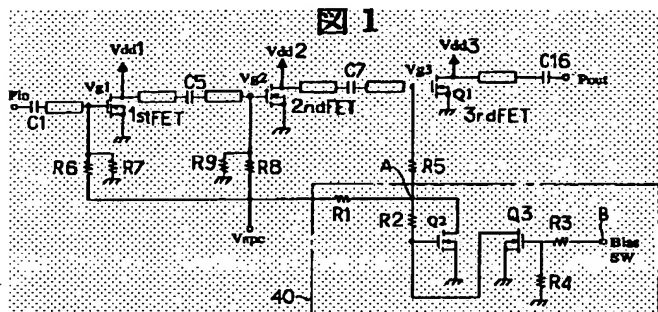 図1
Vdd1
Vdd2
Vdd3
Vg1
C5
Vg2
C7
Vg3
C16
Pin
Pout
C1
1stFET
2ndFET
Q1
3rdFET
R6
R7
R9
R8
R5
A
R1
R2
Q2
Q3
R3
B
Vapc
Bias
SW
R4
40